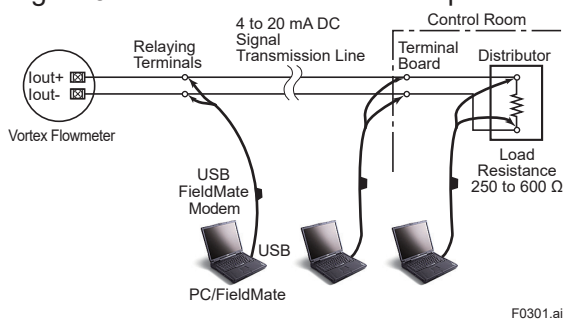 4 to 20 mA DC
Signal
Transmission Line
Control Room
Relaying
Terminals
Terminal
Board
Distributor
Iout+
Iout-
Vortex Flowmeter
Load
Resistance
250 to 600 Ω
USB
FieldMate
Modem
USB
PC/FieldMate
F0301.ai